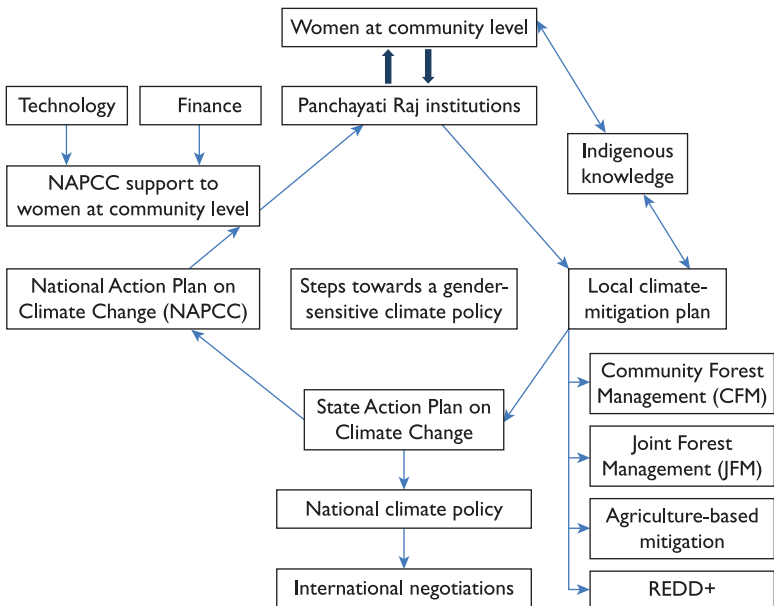 Women at community level
Technology
Finance
Panchayati Raj institutions
Indigenous
knowledge
NAPCC support to
women at community level
National Action Plan on
Climate Change (NAPCC)
Steps towards a gender-
sensitive climate policy
Local climate-
mitigation plan
Community Forest
Management (CFM)
State Action Plan on
Climate Change
Joint Forest
Management (JFM)
National climate policy
Agriculture-based
mitigation
International negotiations
REDD+